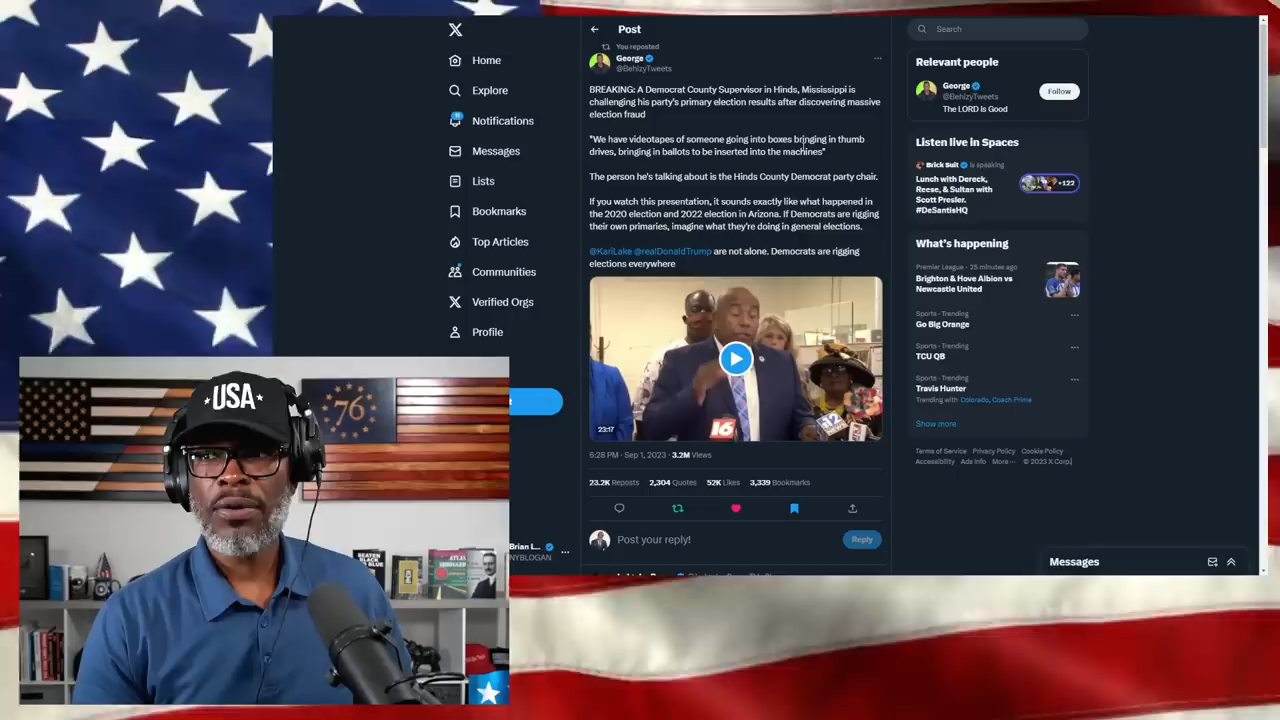 Post
Search
You reposted
George
@BehizyTweets
BREAKING: A Democrat County Supervisor in Hinds, Mississippi is
challenging his party's primary election results after discovering massive
election fraud
"We have videotapes of someone going into boxes bringing in thumb
drives, bringing in ballots to be inserted into the machines"
The person he's talking about is the Hinds County Democrat party chair.
If you watch this presentation, it sounds exactly like what happened in
the 2020 election and 2022 election in Arizona. If Democrats are rigging
their own primaries, imagine what they're doing in general elections.
@KariLake @realDonaldTrump are not alone. Democrats are rigging
elections everywhere
16
12
23:17
6:28 PM · Sep 1, 2023 · 3.2M Views
23.2K Reposts 2,304 Quotes 52K Likes 3,339 Bookmarks
Post your reply!
Reply
Home
Explore
11
Notifications
Messages
Lists
Bookmarks
Top Articles
Communities
Verified Orgs
Profile
Brian L...
NYBLOGAN
Relevant people
George
@BehizyTweets
Follow
The LORD is Good
Listen live in Spaces
Brick Suit is speaking
Lunch with Dereck,
Reese, & Sultan with
Scott Presler.
#DeSantisHQ
+122
What's happening
Premier League · 25 minutes ago
Brighton & Hove Albion vs
Newcastle United
Sports · Trending
Go Big Orange
Sports · Trending
TCU QB
Sports · Trending
Travis Hunter
Trending with Colorado, Coach Prime
Show more
Terms of Service Privacy Policy Cookie Policy
Accessibility Ads info More ··· © 2023 X Corp.
Messages
USA
76
BEATEN
BLACK AND
BLUE
ATLAS
SHRUGGED